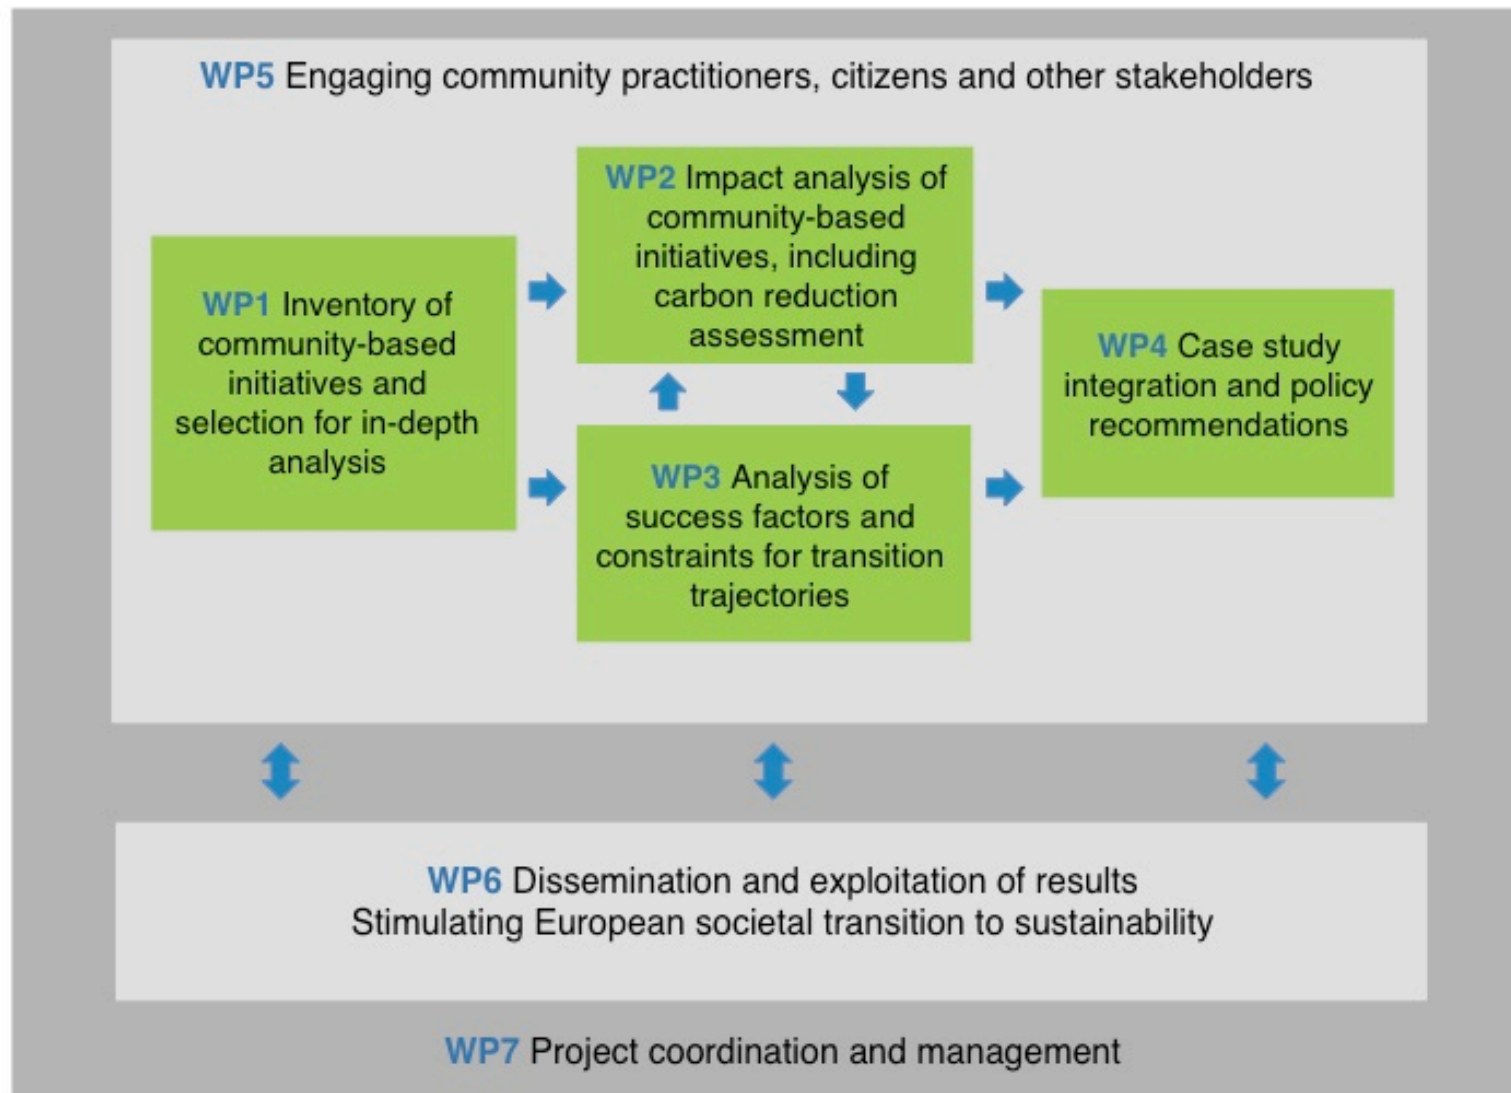 WP5 Engaging community practitioners, citizens and other stakeholders
WP1 Inventory of
community-based
initiatives and
selection for in-depth
analysis
WP2 Impact analysis of
community-based
initiatives, including
carbon reduction
assessment
WP3 Analysis of
success factors and
constraints for transition
trajectories
WP4 Case study
integration and policy
recommendations
WP6 Dissemination and exploitation of results
Stimulating European societal transition to sustainability
WP7 Project coordination and management